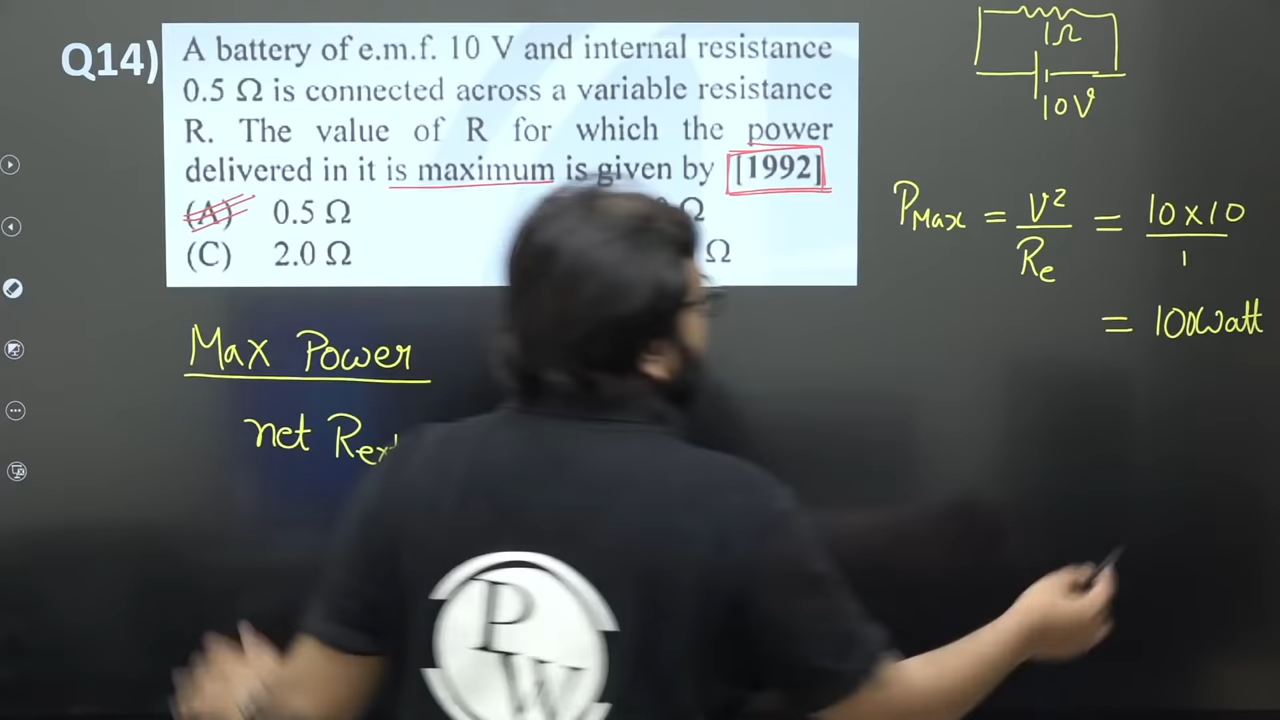 Q14)
A battery of e.m.f. 10 V and internal resistance
0.5 Ω is connected across a variable resistance
R. The value of R for which the power
delivered in it is maximum is given by [1992]
(A) 0.5 Ω Ω
(C) 2.0 Ω Ω
1Ω
10V
PMax = V² / Re = 10 x 10 / 1
= 100watt
Max Power
net Rex
PW